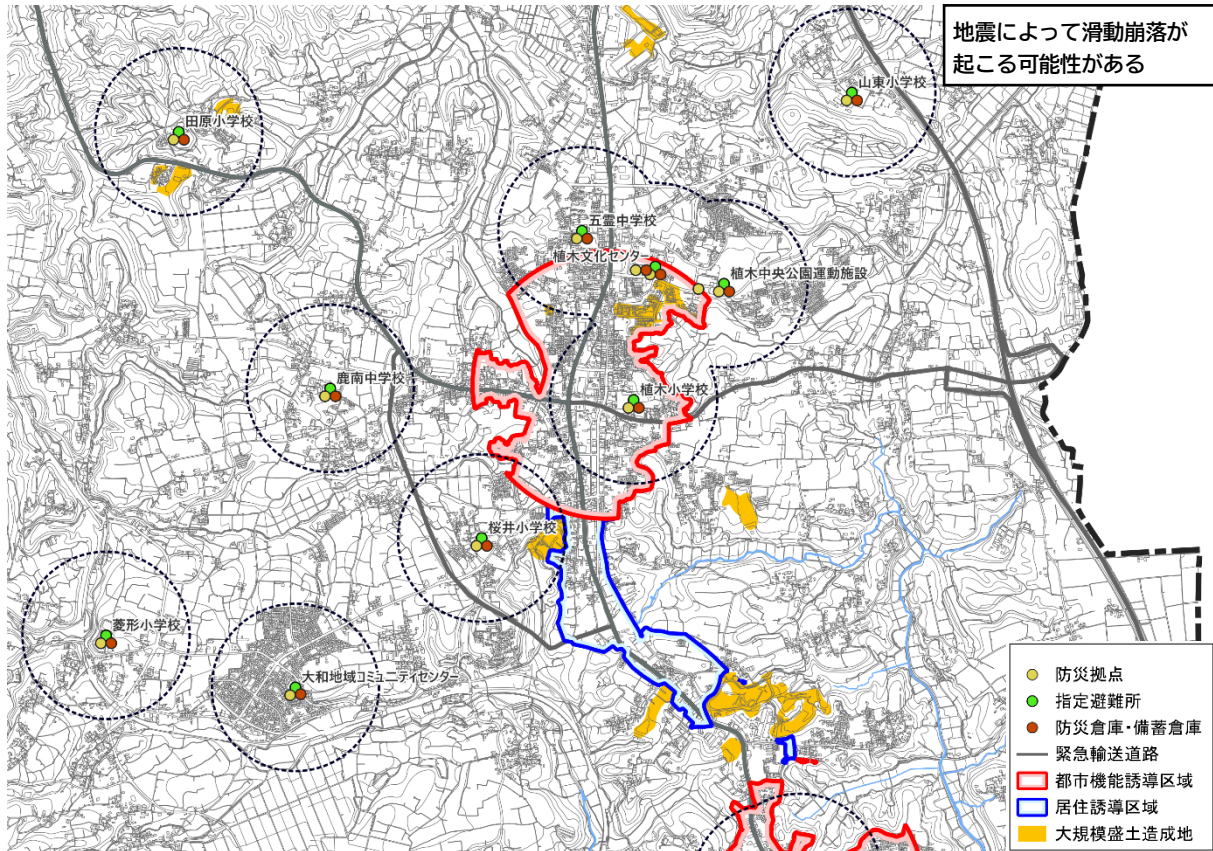 地震によって滑動崩落が
起こる可能性がある
山東小学校
田原小学校
五霊中学校
植木文化センター
植木中央公園運動施設
鹿南中学校
植木小学校
桜井小学校
菱形小学校
大和地域コミュニティセンター
防災拠点
指定避難所
防災倉庫・備蓄倉庫
緊急輸送道路
都市機能誘導区域
居住誘導区域
大規模盛土造成地